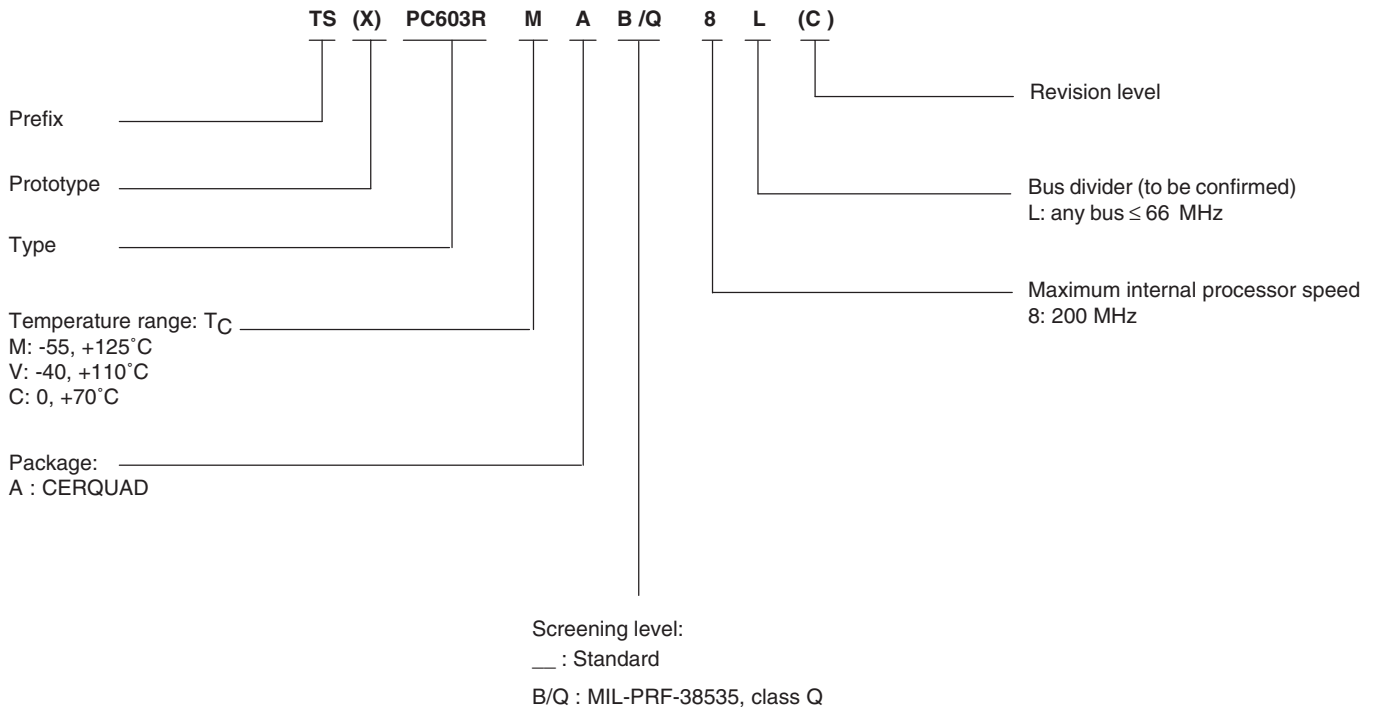 TS (X) PC603R M A B /Q 8 L (C )
Revision level
Prefix
Prototype
Bus divider (to be confirmed)
L: any bus ≤ 66 MHz
Type
Maximum internal processor speed
8: 200 MHz
Temperature range: TC
M: -55, +125˚C
V: -40, +110˚C
C: 0, +70˚C
Package:
A : CERQUAD
Screening level:
__ : Standard
B/Q : MIL-PRF-38535, class Q